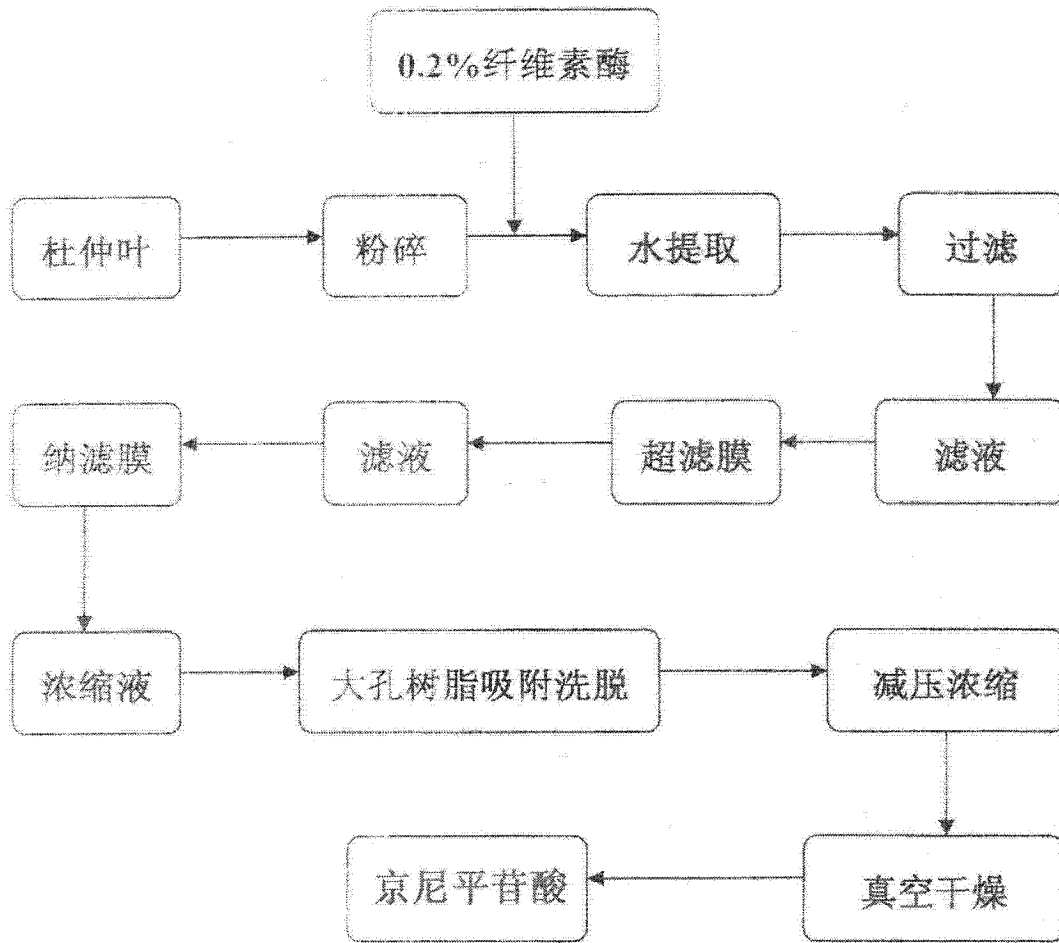 0.2%纤维素酶
杜仲叶
粉碎
水提取
过滤
滤液
超滤膜
滤液
纳滤膜
浓缩液
大孔树脂吸附洗脱
减压浓缩
真空干燥
京尼平苷酸